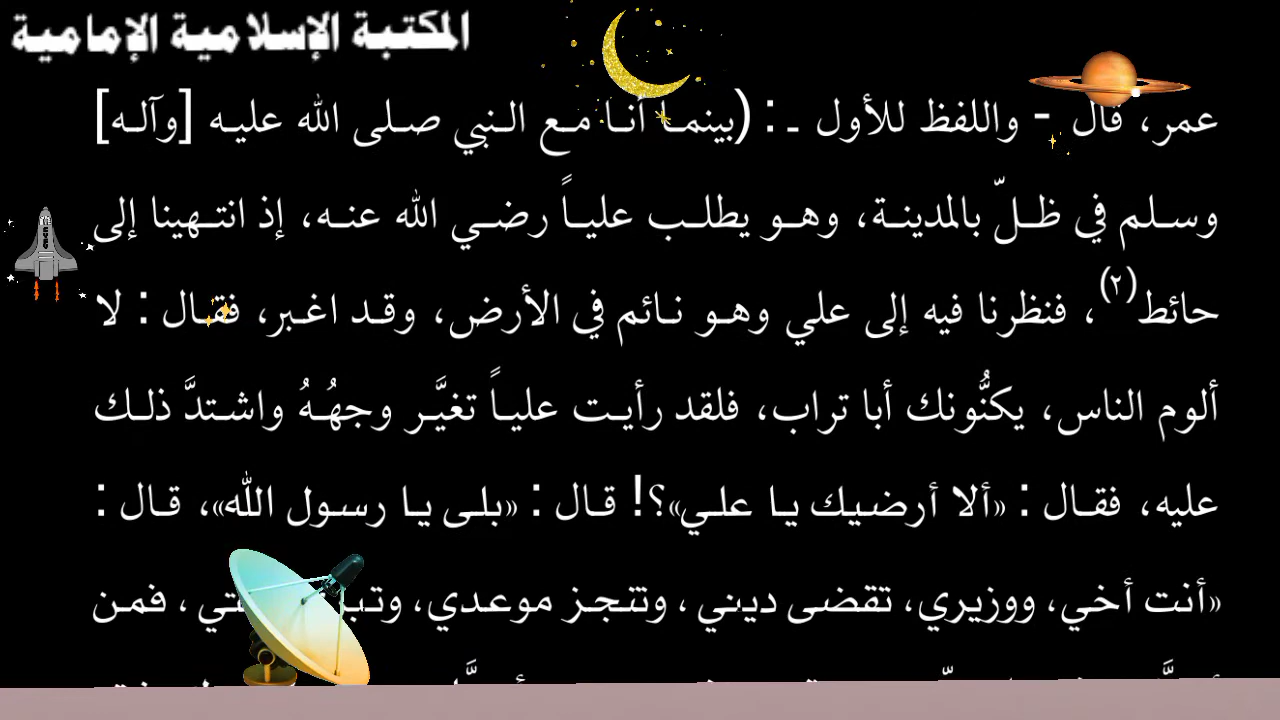 المكتبة الإسلامية الإمامية
عمر، قال - واللفظ للأول ـ : (بينما أنا مع النبي صلى الله عليه [وآله]
وسلم في ظلّ بالمدينة، وهو يطلب علياً رضي الله عنه، إذ انتهينا إلى
حائط(٢)، فنظرنا فيه إلى علي وهو نائم في الأرض، وقد اغبر، فقال : لا
ألوم الناس، يكنُّونك أبا تراب، فلقد رأيت علياً تغيَّر وجهُهُ واشتدَّ ذلك
عليه، فقال : «ألا أرضيك يا علي»؟! قال : «بلى يا رسول الله»، قال :
«أنت أخي، ووزيري، تقضى ديني، وتنجز موعدي، فمن